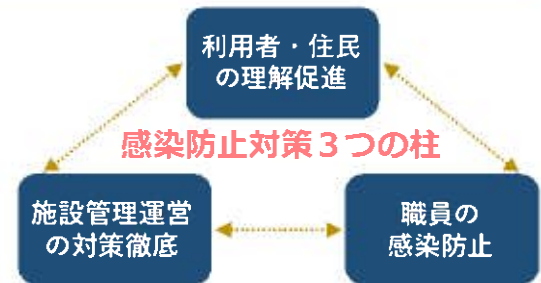 利用者・住民
の理解促進
感染防止対策３つの柱
施設管理運営
の対策徹底
職員の
感染防止